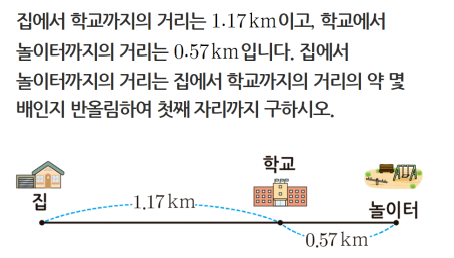 집에서 학교까지의 거리는 1.17 km이고, 학교에서
놀이터까지의 거리는 0.57 km입니다. 집에서
놀이터까지의 거리는 집에서 학교까지의 거리의 약 몇
배인지 반올림하여 첫째 자리까지 구하시오.
학교
집
1.17 km
놀이터
0.57 km